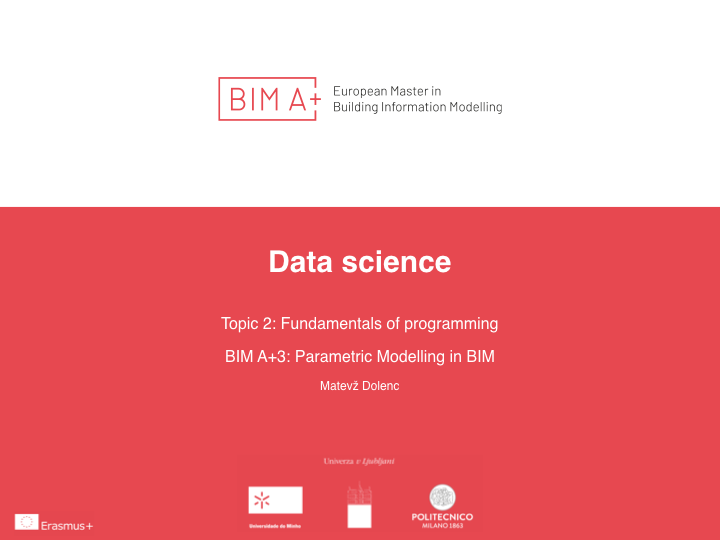 BIM A+
European Master in
Building Information Modelling
Data science
Topic 2: Fundamentals of programming
BIM A+3: Parametric Modelling in BIM
Matevž Dolenc
Univerza v Ljubljani
Universidade do Minho
POLITECNICO
MILANO 1863
Erasmus+